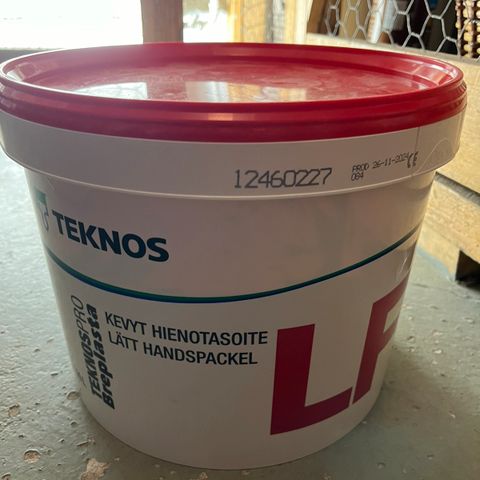 12460227
PROD 26-11-2024
084
TEKNOS
TEKNOSPRO
Breplasta
KEVYT HIENOTASOITE
LÄTT HANDSPACKEL
LF